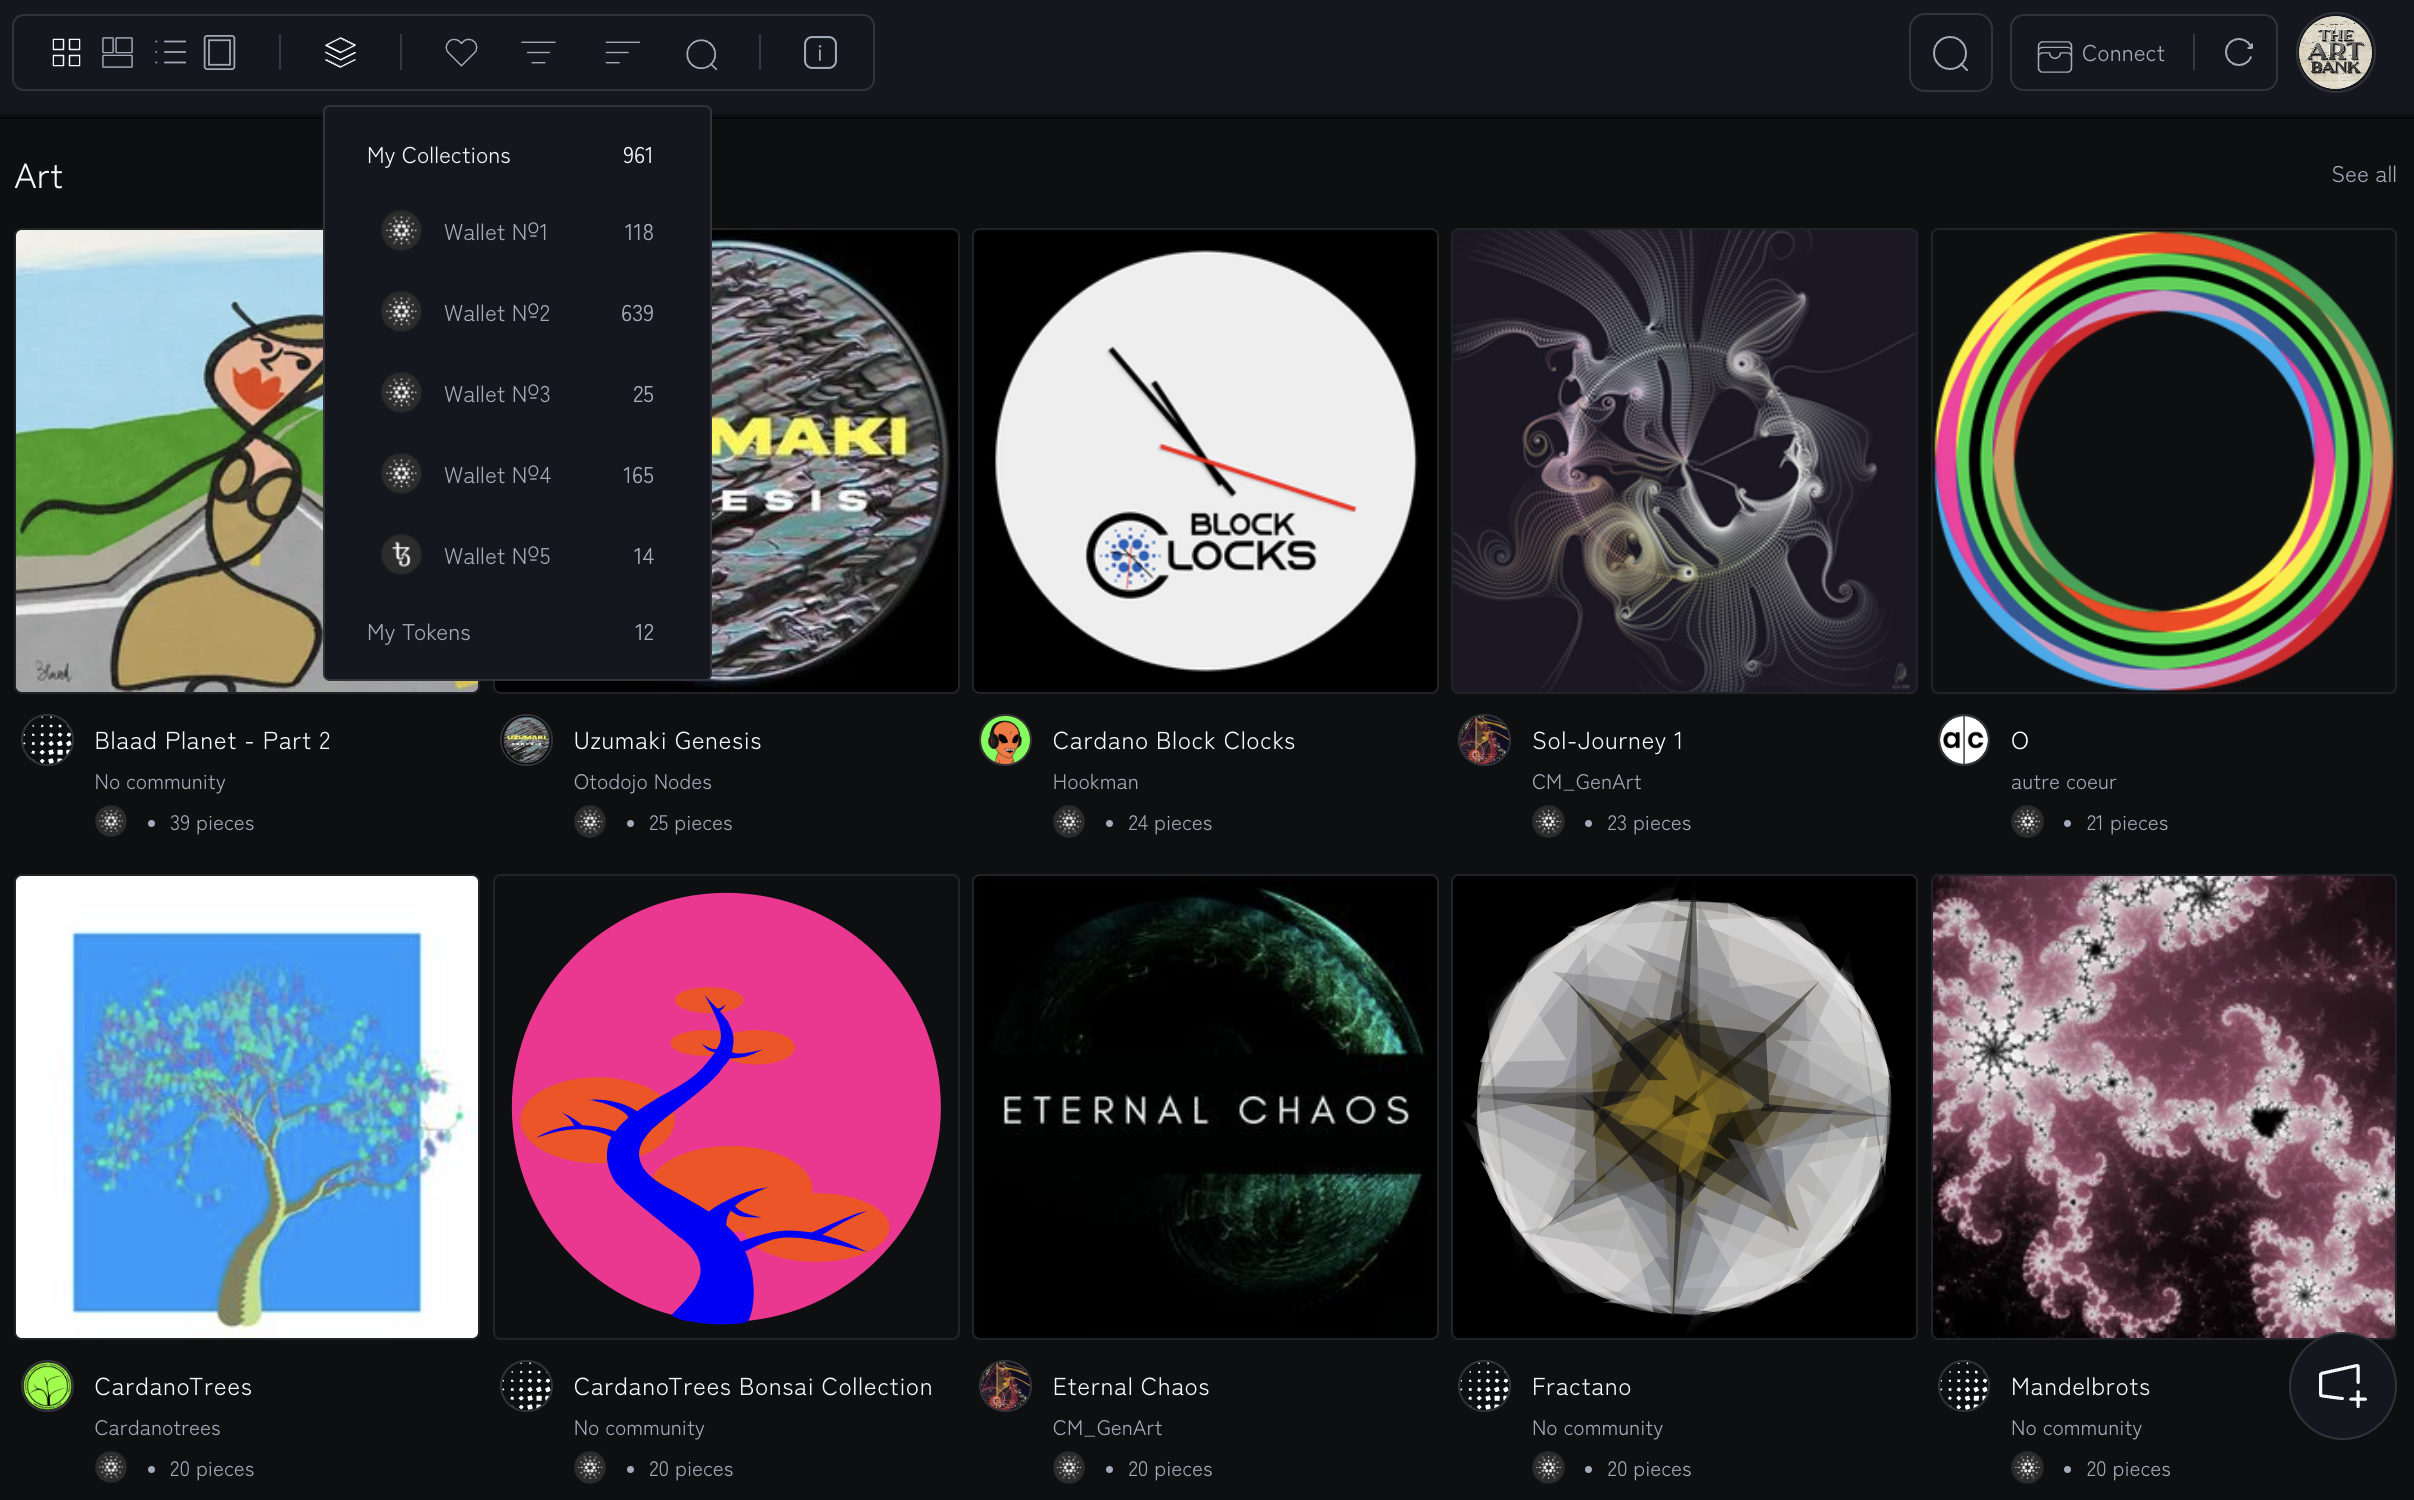 Connect
THE
ART
BANK
My Collections 961
Wallet Nº1 118
Wallet Nº2 639
Wallet Nº3 25
Wallet Nº4 165
Wallet Nº5 14
My Tokens 12
Art
See all
MAKI
ESIS
BLOCK
CLOCKS
Blaad
Blaad Planet - Part 2
No community
• 39 pieces
UZUMAKI
GENESIS
Uzumaki Genesis
Otodojo Nodes
• 25 pieces
Cardano Block Clocks
Hookman
• 24 pieces
Sol-Journey 1
CM_GenArt
• 23 pieces
a|c
O
autre coeur
• 21 pieces
ETERNAL CHAOS
CardanoTrees
Cardanotrees
• 20 pieces
CardanoTrees Bonsai Collection
No community
• 20 pieces
Eternal Chaos
CM_GenArt
• 20 pieces
Fractano
No community
• 20 pieces
Mandelbrots
No community
• 20 pieces